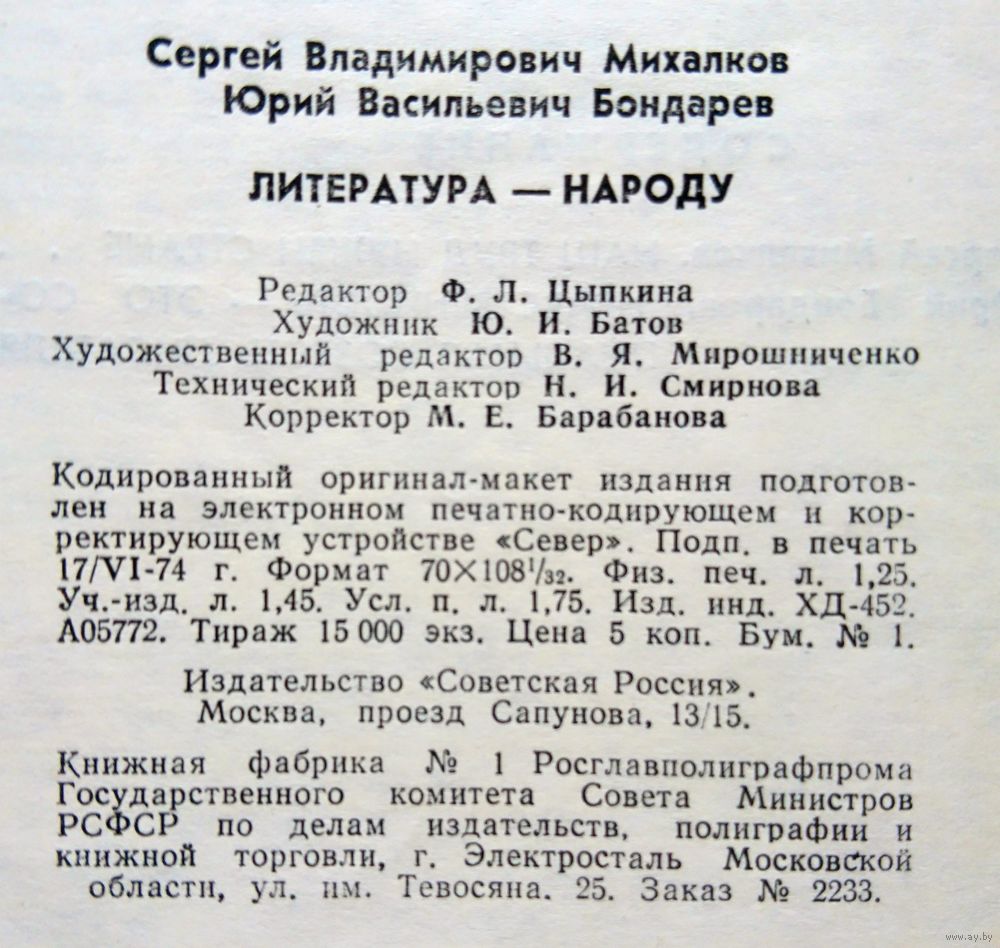 Сергей Владимирович Михалков
Юрий Васильевич Бондарев
ЛИТЕРАТУРА — НАРОДУ
Редактор Ф. Л. Цыпкина
Художник Ю. И. Батов
Художественный редактор В. Я. Мирошниченко
Технический редактор Н. И. Смирнова
Корректор М. Е. Барабанова
Кодированный оригинал-макет издания подготов-
лен на электронном печатно-кодирующем и кор-
ректирующем устройстве «Север». Подп. в печать
17/VI-74 г. Формат 70×108¹/₃₂. Физ. печ. л. 1,25.
Уч.-изд. л. 1,45. Усл. п. л. 1,75. Изд. инд. ХД-452.
А05772. Тираж 15 000 экз. Цена 5 коп. Бум. № 1.
Издательство «Советская Россия».
Москва, проезд Сапунова, 13/15.
Книжная фабрика № 1 Росглавполиграфпрома
Государственного комитета Совета Министров
РСФСР по делам издательств, полиграфии и
книжной торговли, г. Электросталь Московской
области, ул. им. Тевосяна. 25. Заказ № 2233.
www.ay.by